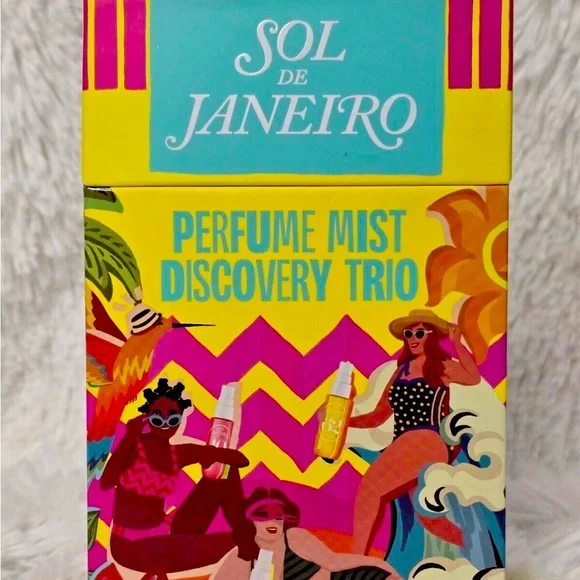 SOL
DE
JANEIRO
PERFUME MIST
DISCOVERY TRIO